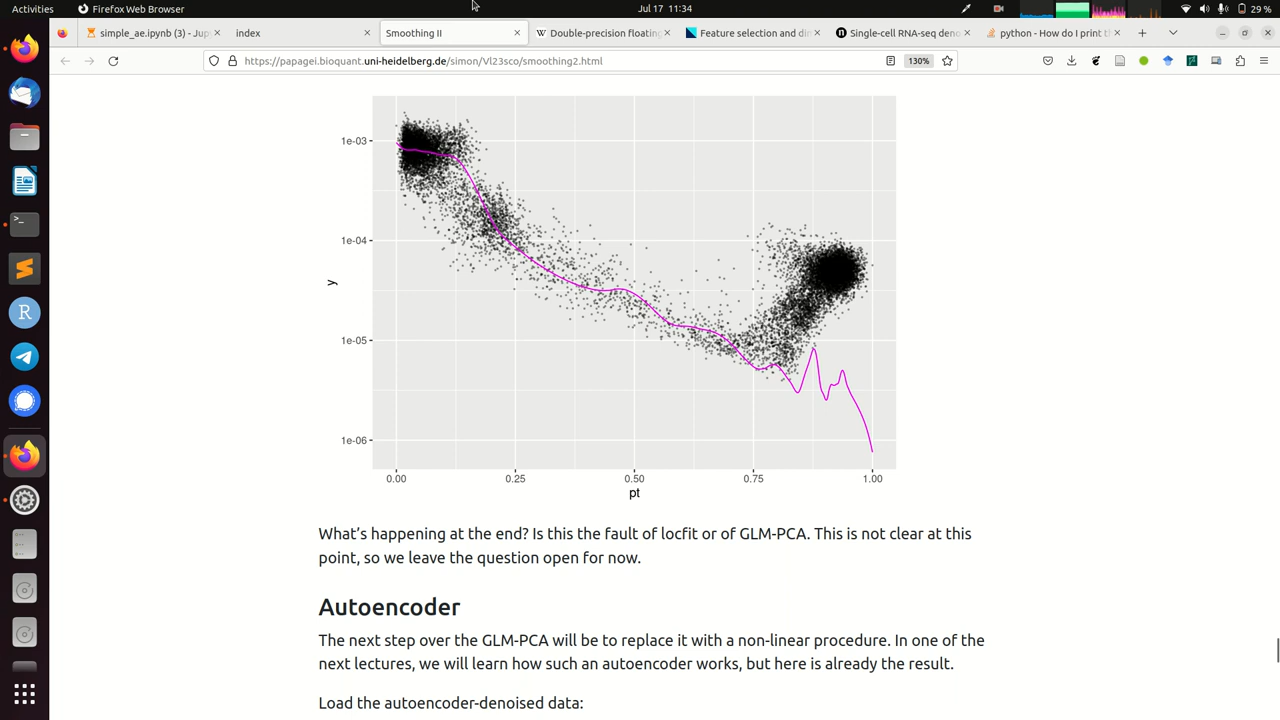 Activities
Firefox Web Browser
Jul 17 11:34
29 %
simple_ae.ipynb (3) - Jup
index
Smoothing II
Double-precision floating
Feature selection and dim
Single-cell RNA-seq deno
python - How do I print t
https://papagei.bioquant.uni-heidelberg.de/simon/Vl23sco/smoothing2.html
130%
1e-03
1e-04
y
1e-05
1e-06
0.00
0.25
0.50
0.75
1.00
pt
What's happening at the end? Is this the fault of locfit or of GLM-PCA. This is not clear at this
point, so we leave the question open for now.
Autoencoder
The next step over the GLM-PCA will be to replace it with a non-linear procedure. In one of the
next lectures, we will learn how such an autoencoder works, but here is already the result.
Load the autoencoder-denoised data: